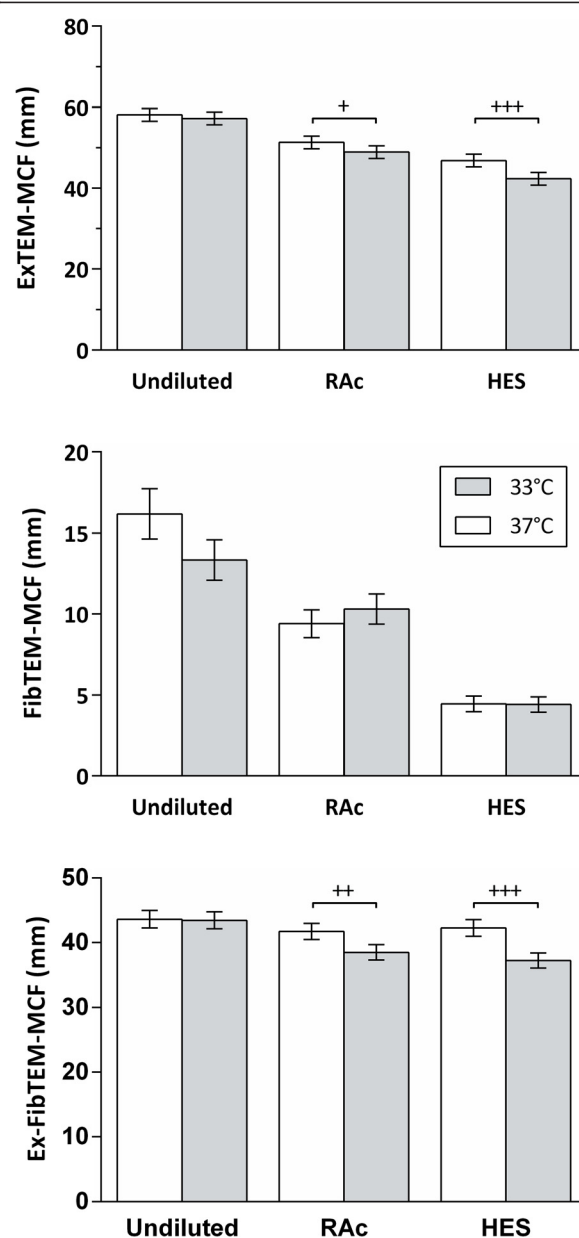 ExTEM-MCF (mm)
80
60
40
20
0
+
+++
Undiluted RAc HES
FibTEM-MCF (mm)
20
15
10
5
0
33°C
37°C
Undiluted RAc HES
Ex-FibTEM-MCF (mm)
50
40
30
20
10
0
++
+++
Undiluted RAc HES